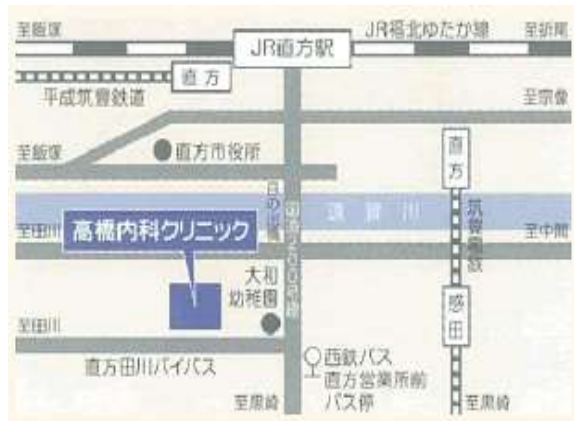 至飯塚
JR直方駅
JR福北ゆたか線
至折尾
直方
平成筑豊鉄道
至宗像
至飯塚
直方市役所
直方
日の出橋
遠賀川
筑豊電鉄
至田川
高橋内科クリニック
国道200号線
至中間
大和
幼稚園
感田
至田川
直方田川バイパス
西鉄バス
直方営業所前
バス停
至黒崎
至黒崎